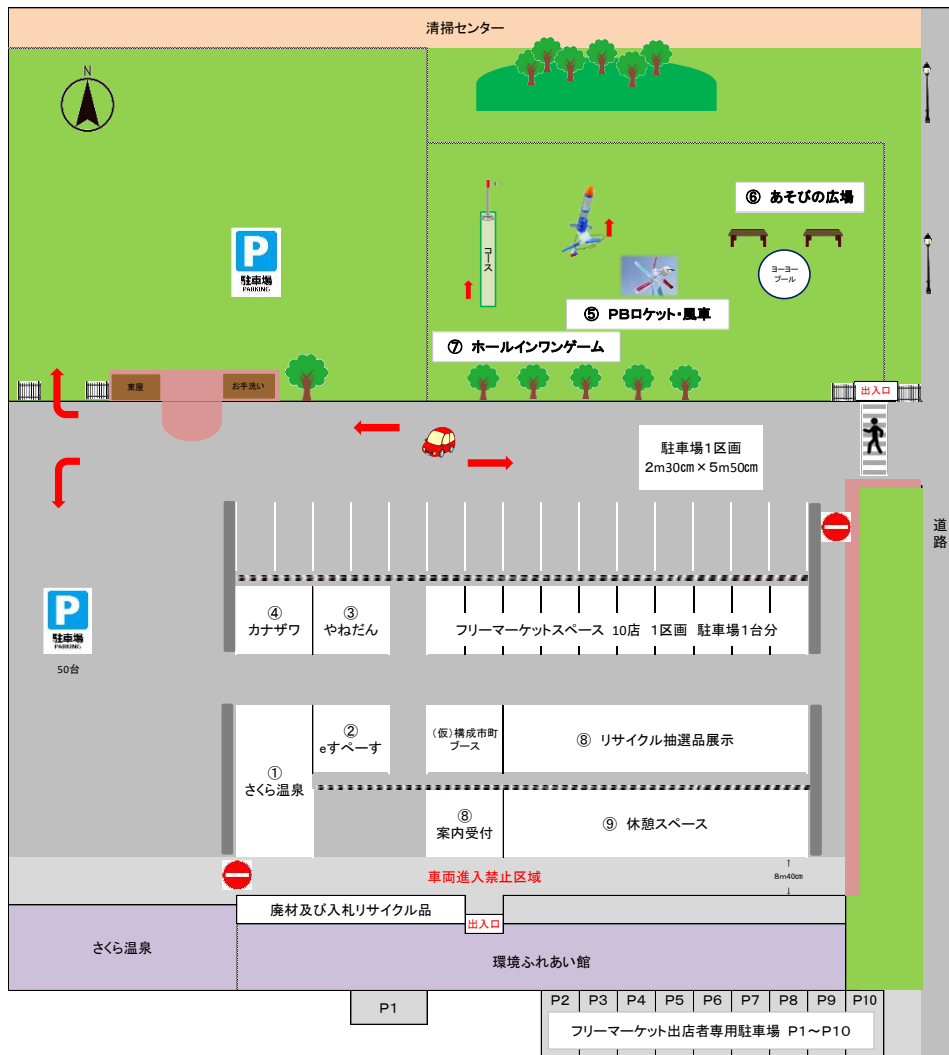 清掃センター
N
⑥ あそびの広場
コース
ヨーヨー
プール
P
駐車場
PARKING
⑤ PBロケット・風車
⑦ ホールインワンゲーム
東屋
お手洗い
出入口
駐車場1区画
2m30cm×5m50cm
道路
④
カナザワ
③
やねだん
フリーマーケットスペース 10店 1区画 駐車場1台分
P
駐車場
PARKING
50台
①
さくら温泉
②
eすぺーす
(仮)構成市町
ブース
⑧ リサイクル抽選品展示
⑧
案内受付
⑨ 休憩スペース
車両進入禁止区域
8m40cm
廃材及び入札リサイクル品
出入口
さくら温泉
環境ふれあい館
P1
P2 P3 P4 P5 P6 P7 P8 P9 P10
フリーマーケット出店者専用駐車場 P1～P10